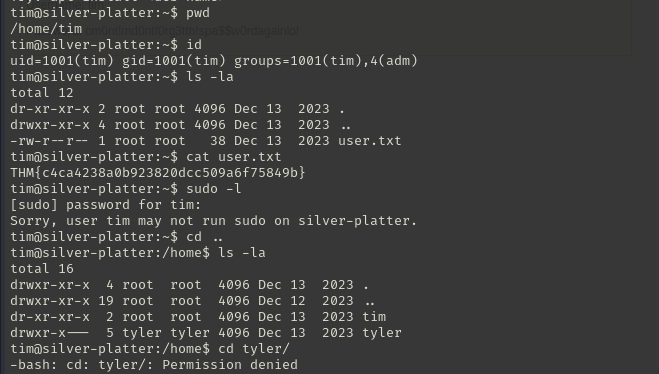 tim@silver-platter:~$ pwd
/home/tim
tim@silver-platter:~$ id
uid=1001(tim) gid=1001(tim) groups=1001(tim),4(adm)
tim@silver-platter:~$ ls -la
total 12
dr-xr-xr-x 2 root root 4096 Dec 13  2023 .
drwxr-xr-x 4 root root 4096 Dec 13  2023 ..
-rw-r--r-- 1 root root   38 Dec 13  2023 user.txt
tim@silver-platter:~$ cat user.txt
THM{c4ca4238a0b923820dcc509a6f75849b}
tim@silver-platter:~$ sudo -l
[sudo] password for tim:
Sorry, user tim may not run sudo on silver-platter.
tim@silver-platter:~$ cd ..
tim@silver-platter:/home$ ls -la
total 16
drwxr-xr-x  4 root  root  4096 Dec 13  2023 .
drwxr-xr-x 19 root  root  4096 Dec 12  2023 ..
dr-xr-xr-x  2 root  root  4096 Dec 13  2023 tim
drwxr-x---  5 tyler tyler 4096 Dec 13  2023 tyler
tim@silver-platter:/home$ cd tyler/
-bash: cd: tyler/: Permission denied